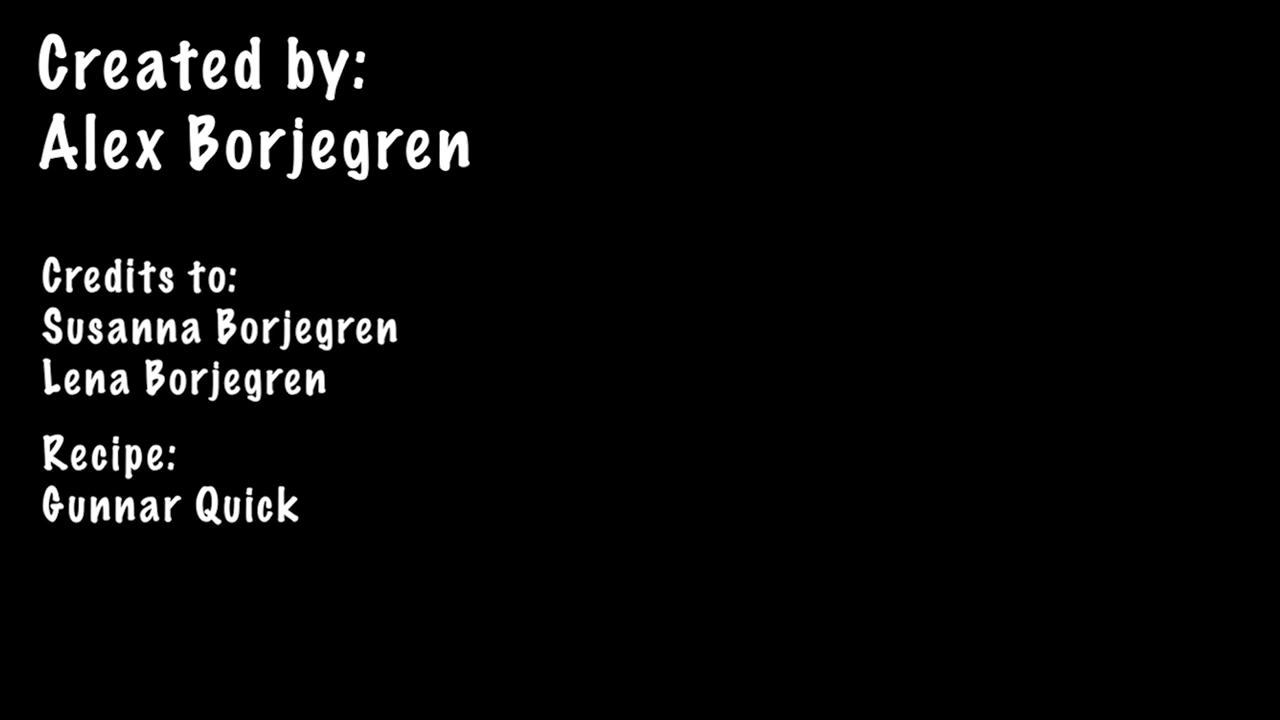 Created by:
Alex Borjegren
Credits to:
Susanna Borjegren
Lena Borjegren
Recipe:
Gunnar Quick